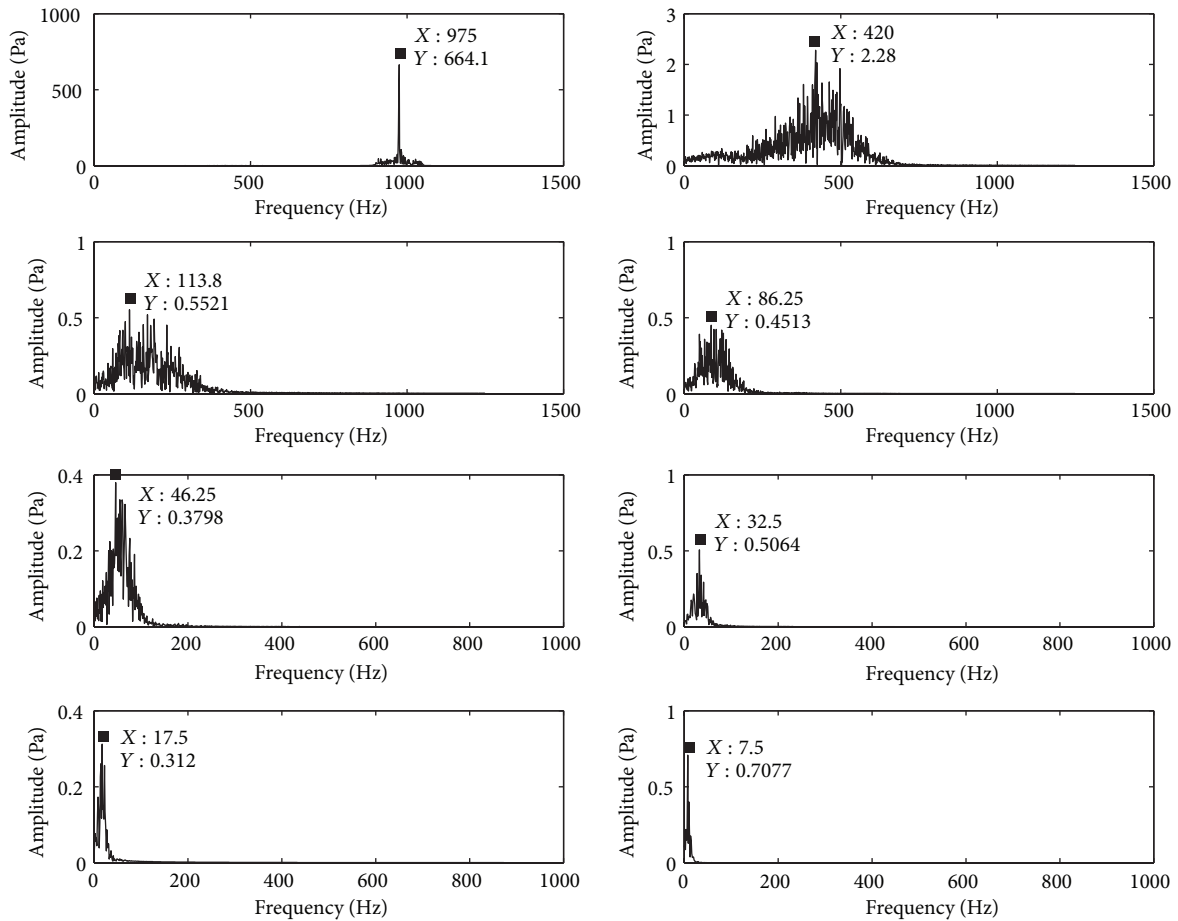 1000
500
0
0
500
1000
1500
Amplitude (Pa)
Frequency (Hz)
X : 975
Y : 664.1
3
2
1
0
0
500
1000
1500
Amplitude (Pa)
Frequency (Hz)
X : 420
Y : 2.28
1
0.5
0
0
500
1000
1500
Amplitude (Pa)
Frequency (Hz)
X : 113.8
Y : 0.5521
1
0.5
0
0
500
1000
1500
Amplitude (Pa)
Frequency (Hz)
X : 86.25
Y : 0.4513
0.4
0.2
0
0
200
400
600
800
1000
Amplitude (Pa)
Frequency (Hz)
X : 46.25
Y : 0.3798
1
0.5
0
0
200
400
600
800
1000
Amplitude (Pa)
Frequency (Hz)
X : 32.5
Y : 0.5064
0.4
0.2
0
0
200
400
600
800
1000
Amplitude (Pa)
Frequency (Hz)
X : 17.5
Y : 0.312
1
0.5
0
0
200
400
600
800
1000
Amplitude (Pa)
Frequency (Hz)
X : 7.5
Y : 0.7077